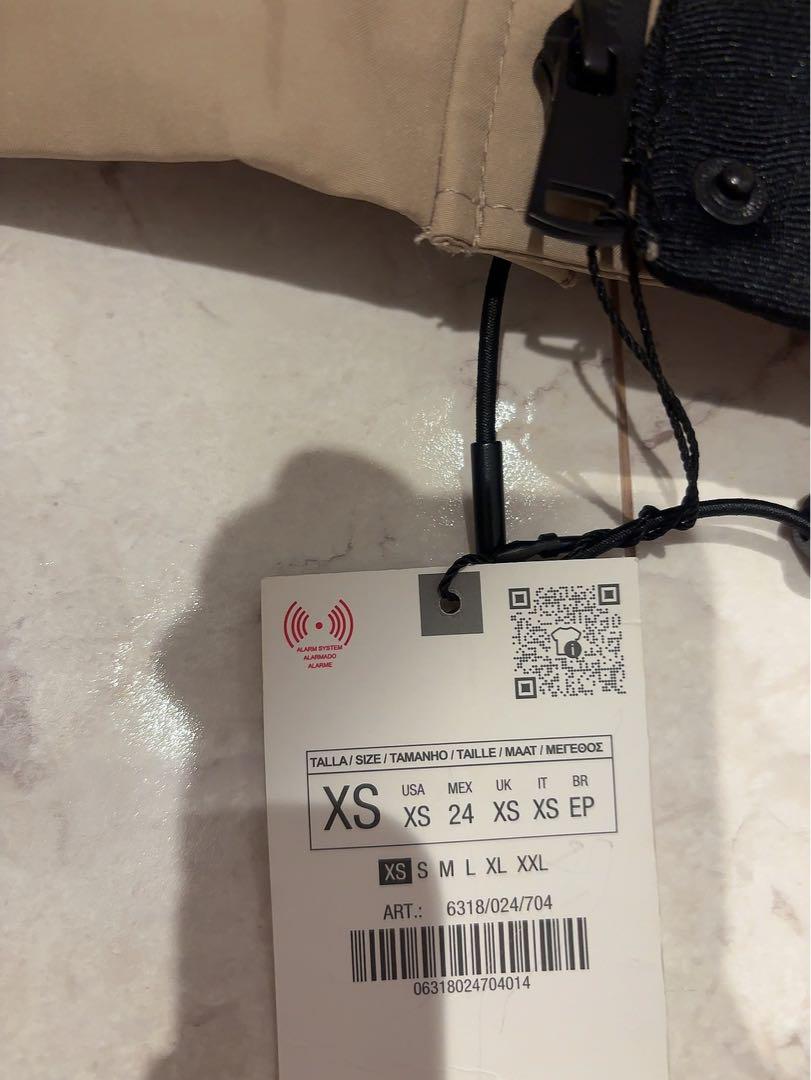 ALARM SYSTEM
ALARMADO
ALARME
TALLA / SIZE / TAMANHO / TAILLE / MAAT / ΜΕΓΕΘΟΣ
XS
USA MEX UK IT BR
XS 24 XS XS EP
XS S M L XL XXL
ART.: 6318/024/704
06318024704014